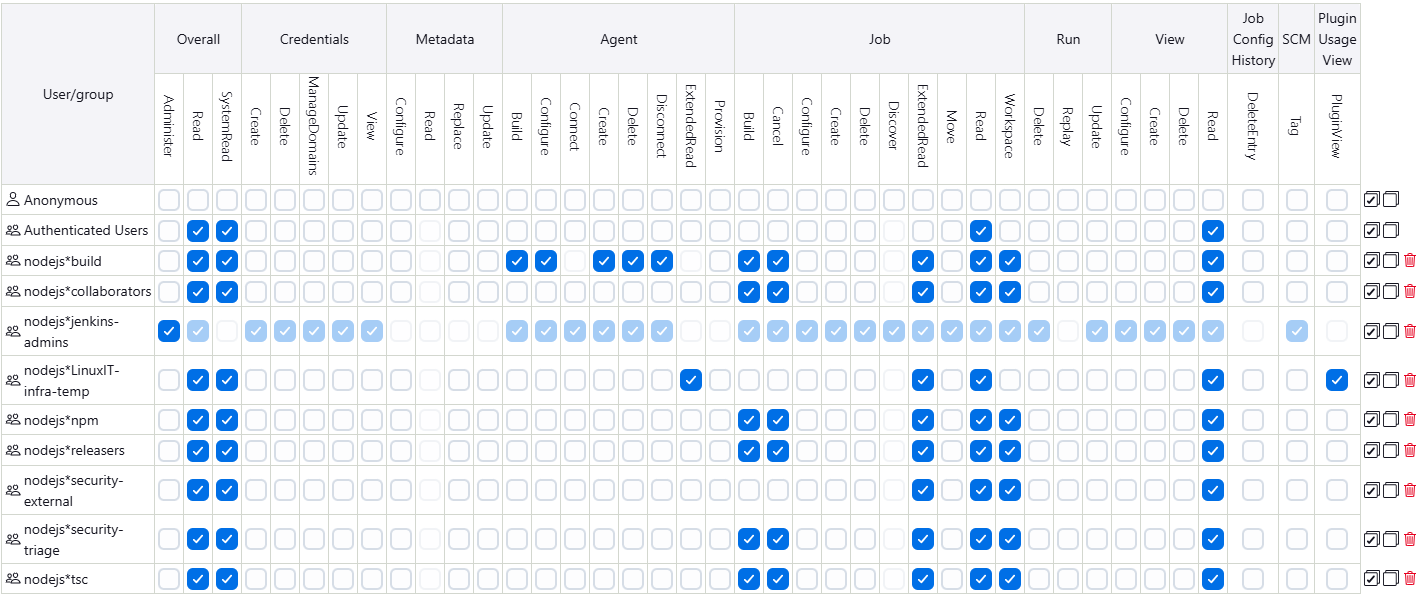 User/group
Overall
Credentials
Metadata
Agent
Job
Run
View
Job
Config
History
SCM
Plugin
Usage
View
Administer
Read
SystemRead
Create
Delete
ManageDomains
Update
View
Configure
Read
Replace
Update
Build
Configure
Connect
Create
Delete
Disconnect
ExtendedRead
Provision
Build
Cancel
Configure
Create
Delete
Discover
ExtendedRead
Move
Read
Workspace
Delete
Replay
Update
Configure
Create
Delete
Read
DeleteEntry
Tag
PluginView
Anonymous
Authenticated Users
nodejs*build
nodejs*collaborators
nodejs*jenkins-
admins
nodejs*LinuxIT-
infra-temp
nodejs*npm
nodejs*releasers
nodejs*security-
external
nodejs*security-
triage
nodejs*tsc